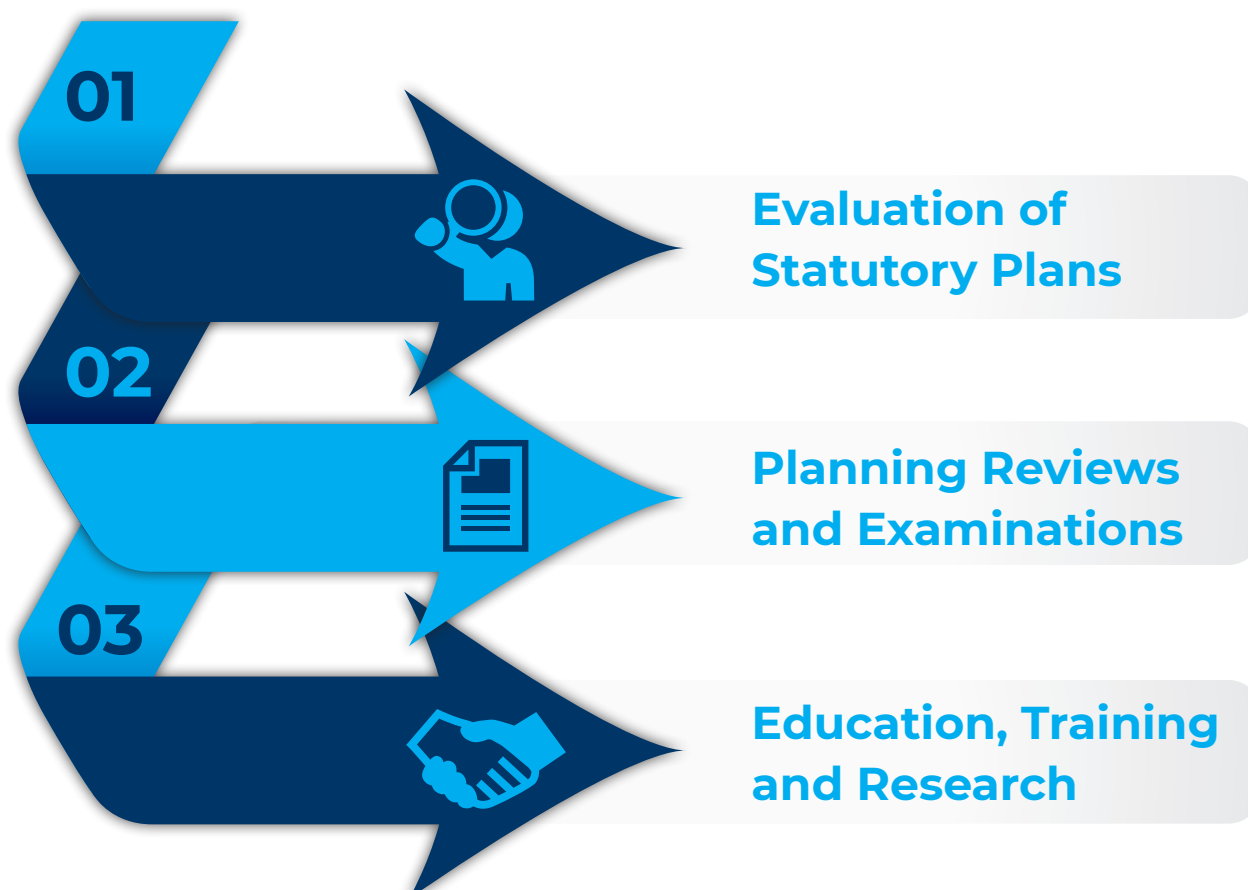 01
Evaluation of
Statutory Plans
02
Planning Reviews
and Examinations
03
Education, Training
and Research